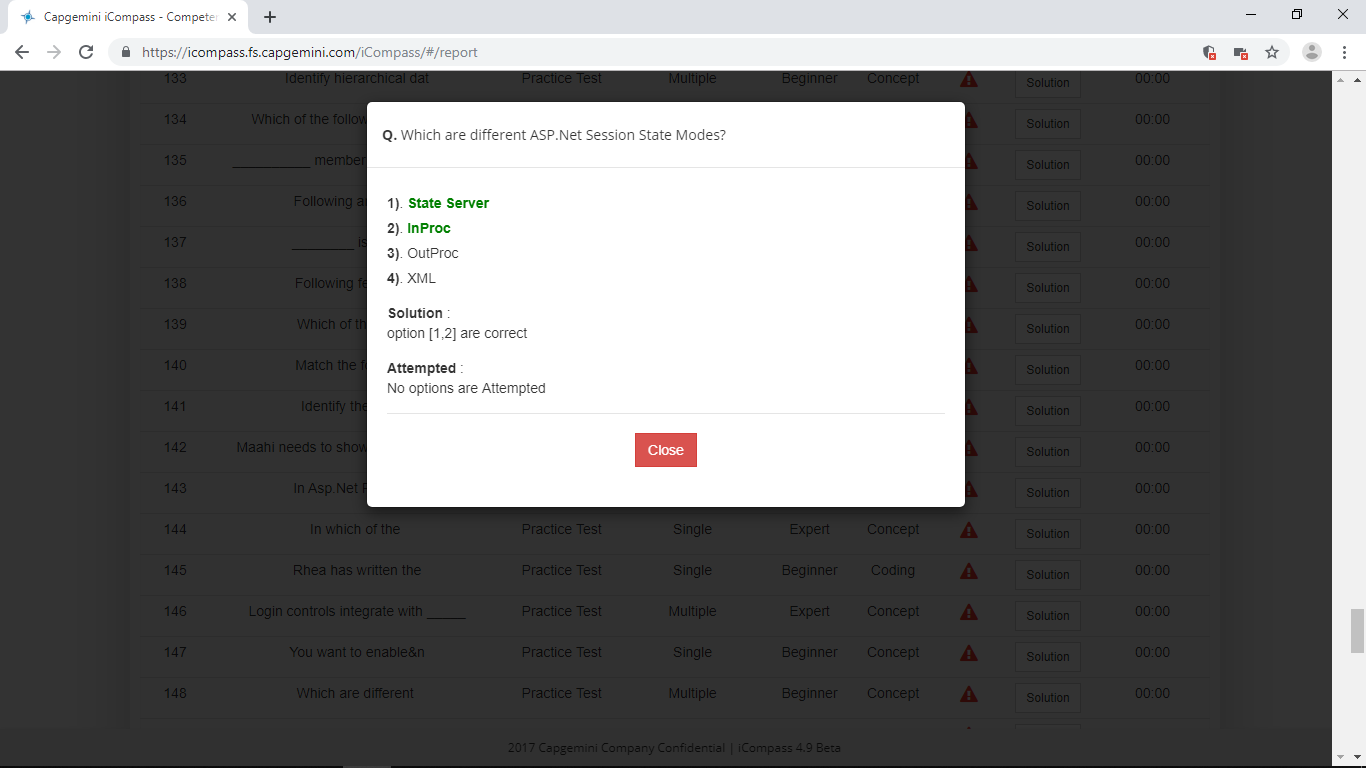 Capgemini iCompass - Competer
https://icompass.fs.capgemini.com/iCompass/#/report
133 Identify hierarchical dat Practice Test Multiple Beginner Concept Solution 00:00
134 Which of the follow Solution 00:00
135 __________ member Solution 00:00
136 Following a Solution 00:00
137 ________ is Solution 00:00
138 Following fe Solution 00:00
139 Which of th Solution 00:00
140 Match the f Solution 00:00
141 Identify the Solution 00:00
142 Maahi needs to show Solution 00:00
143 In Asp.Net Solution 00:00
Q. Which are different ASP.Net Session State Modes?
1). State Server
2). InProc
3). OutProc
4). XML
Solution :
option [1,2] are correct
Attempted :
No options are Attempted
Close
144 In which of the Practice Test Single Expert Concept Solution 00:00
145 Rhea has written the Practice Test Single Beginner Coding Solution 00:00
146 Login controls integrate with _____ Practice Test Multiple Expert Concept Solution 00:00
147 You want to enable&n Practice Test Single Beginner Concept Solution 00:00
148 Which are different Practice Test Multiple Beginner Concept Solution 00:00
2017 Capgemini Company Confidential | iCompass 4.9 Beta